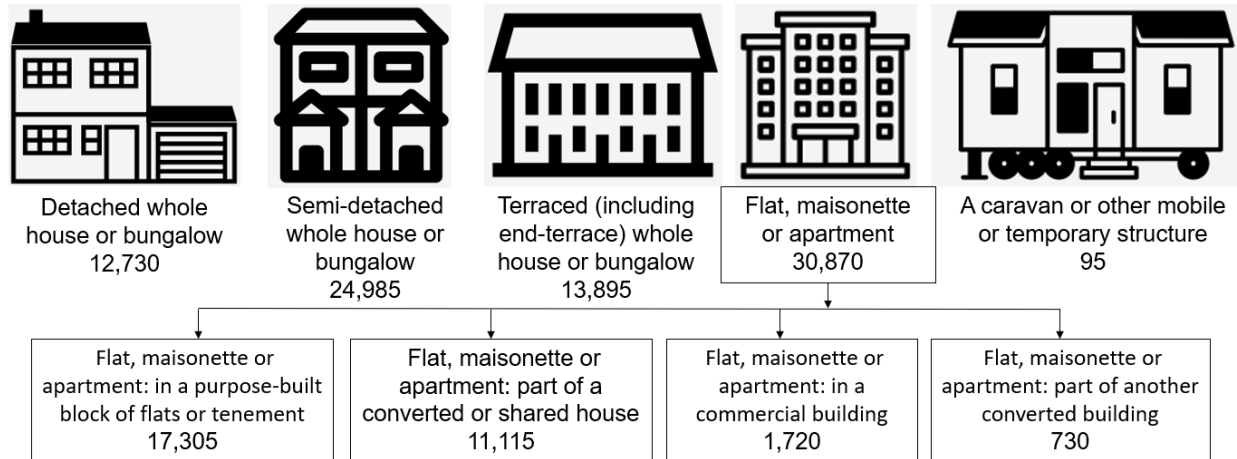 Detached whole
house or bungalow
12,730
Semi-detached
whole house or
bungalow
24,985
Terraced (including
end-terrace) whole
house or bungalow
13,895
Flat, maisonette
or apartment
30,870
A caravan or other mobile
or temporary structure
95
Flat, maisonette or
apartment: in a purpose-built
block of flats or tenement
17,305
Flat, maisonette or
apartment: part of a
converted or shared house
11,115
Flat, maisonette or
apartment: in a
commercial building
1,720
Flat, maisonette or
apartment: part of another
converted building
730